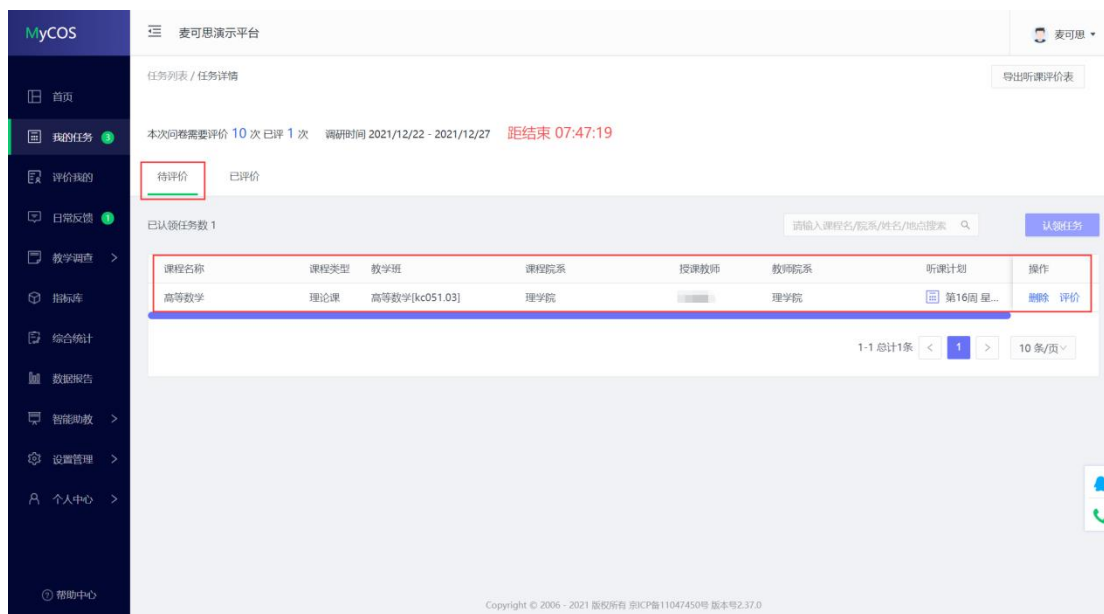 MyCOS
麦可思演示平台
麦可思
任务列表 / 任务详情
导出听课评价表
首页
我的任务 3
评价我的
日常反馈 1
教学调查
指标库
综合统计
数据报告
智能助教
设置管理
个人中心
帮助中心
本次问卷需要评价 10 次 已评 1 次 调研时间 2021/12/22 - 2021/12/27 距结束 07:47:19
待评价 已评价
已认领任务数 1
请输入课程名/院系/姓名/地点搜索
认领任务
课程名称 课程类型 教学班 课程院系 授课教师 教师院系 听课计划 操作
高等数学 理论课 高等数学[kc051.03] 理学院 理学院 第16周 星... 删除 评价
1-1 总计1条 < 1 > 10 条/页
Copyright © 2006 - 2021 版权所有 京ICP备11047450号 版本号2.37.0